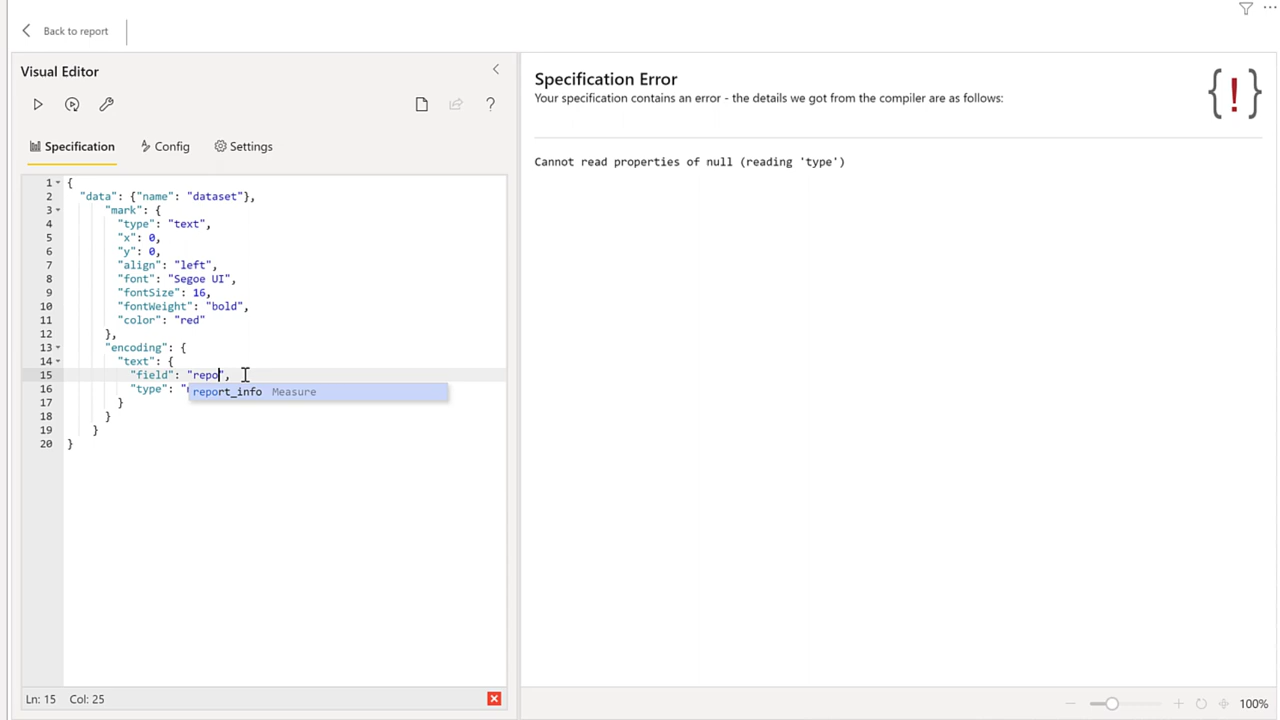 Back to report
Visual Editor
Specification
Config
Settings
1 {
2 "data": {"name": "dataset"},
3 "mark": {
4 "type": "text",
5 "x": 0,
6 "y": 0,
7 "align": "left",
8 "font": "Segoe UI",
9 "fontSize": 16,
10 "fontWeight": "bold",
11 "color": "red"
12 },
13 "encoding": {
14 "text": {
15 "field": "repo",
16 "type": "
report_info Measure
17 }
18 }
19 }
20 }
Ln: 15 Col: 25
Specification Error
Your specification contains an error - the details we got from the compiler are as follows:
{!}
Cannot read properties of null (reading 'type')
100%